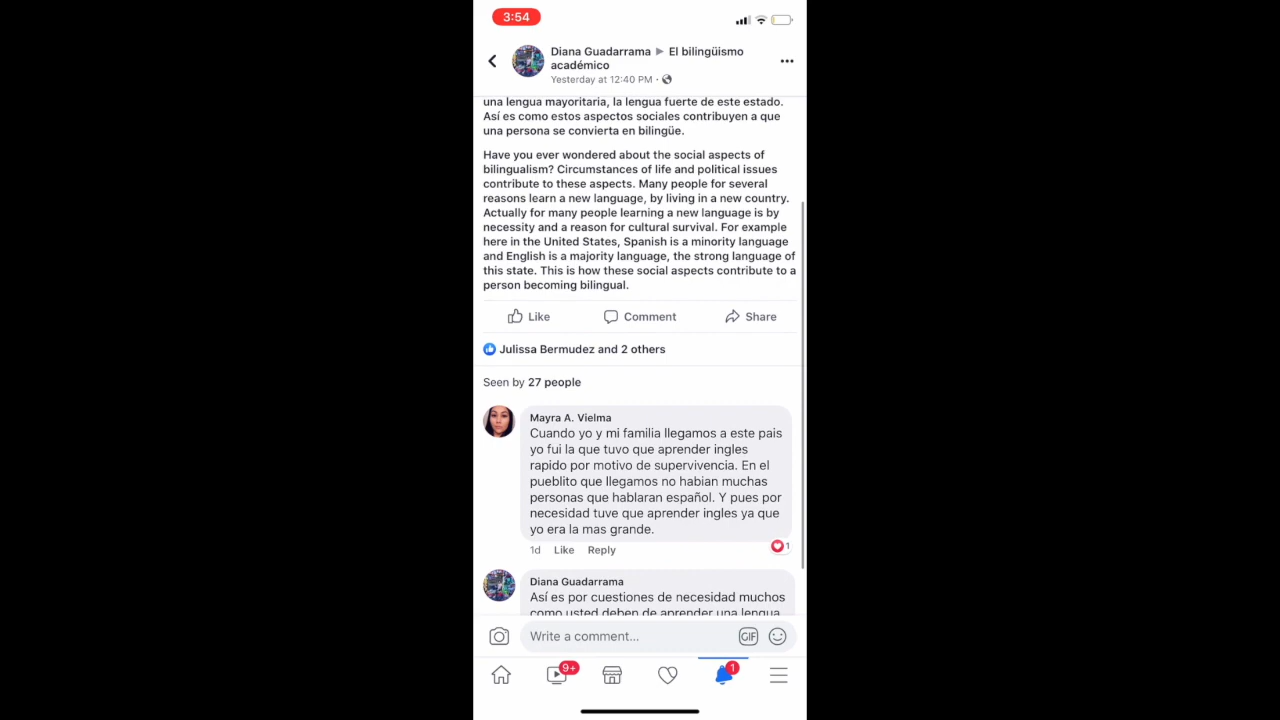 3:54
Diana Guadarrama ▶ El bilingüismo
académico
Yesterday at 12:40 PM ·
una lengua mayoritaria, la lengua fuerte de este estado.
Así es como estos aspectos sociales contribuyen a que
una persona se convierta en bilingüe.
Have you ever wondered about the social aspects of
bilingualism? Circumstances of life and political issues
contribute to these aspects. Many people for several
reasons learn a new language, by living in a new country.
Actually for many people learning a new language is by
necessity and a reason for cultural survival. For example
here in the United States, Spanish is a minority language
and English is a majority language, the strong language of
this state. This is how these social aspects contribute to a
person becoming bilingual.
Like Comment Share
Julissa Bermudez and 2 others
Seen by 27 people
Mayra A. Vielma
Cuando yo y mi familia llegamos a este pais
yo fui la que tuvo que aprender ingles
rapido por motivo de supervivencia. En el
pueblito que llegamos no habian muchas
personas que hablaran español. Y pues por
necesidad tuve que aprender ingles ya que
yo era la mas grande.
1d Like Reply 1
Diana Guadarrama
Así es por cuestiones de necesidad muchos
como usted deben de aprender una lengua
Write a comment... GIF
9+ 1